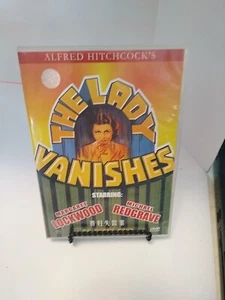 ALFRED HITCHCOCK'S
THE LADY
VANISHES
STARRING:
MARGARET MICHAEL
LOCKWOOD REDGRAVE